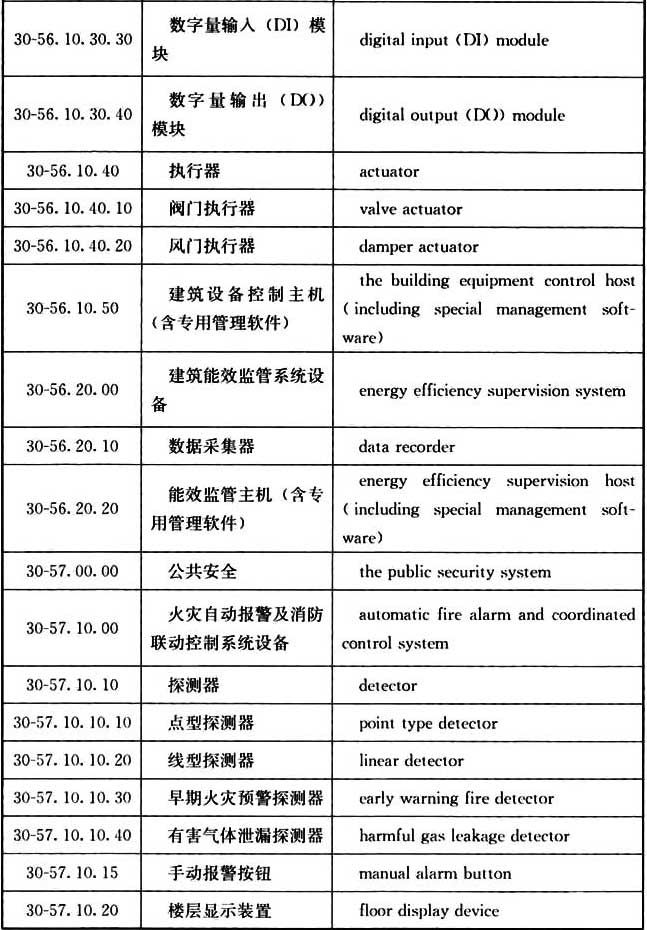 30-56. 10. 30. 30 数字量输入（DI）模块 digital input（DI）module
30-56. 10. 30. 40 数字量输出（DO））模块 digital output（DO））module
30-56. 10. 40 执行器 actuator
30-56. 10. 40. 10 阀门执行器 valve actuator
30-56. 10. 40. 20 风门执行器 damper actuator
30-56. 10. 50 建筑设备控制主机（含专用管理软件） the building equipment control host（including special management soft-ware）
30-56. 20. 00 建筑能效监管系统设备 energy efficiency supervision system
30-56. 20. 10 数据采集器 data recorder
30-56. 20. 20 能效监管主机（含专用管理软件） energy efficiency supervision host（including special management soft-ware）
30-57. 00. 00 公共安全 the public security system
30-57. 10. 00 火灾自动报警及消防联动控制系统设备 automatic fire alarm and coordinated control system
30-57. 10. 10 探测器 detector
30-57. 10. 10. 10 点型探测器 point type detector
30-57. 10. 10. 20 线型探测器 linear detector
30-57. 10. 10. 30 早期火灾预警探测器 early warning fire detector
30-57. 10. 10. 40 有害气体泄漏探测器 harmful gas leakage detector
30-57. 10. 15 手动报警按钮 manual alarm button
30-57. 10. 20 楼层显示装置 floor display device